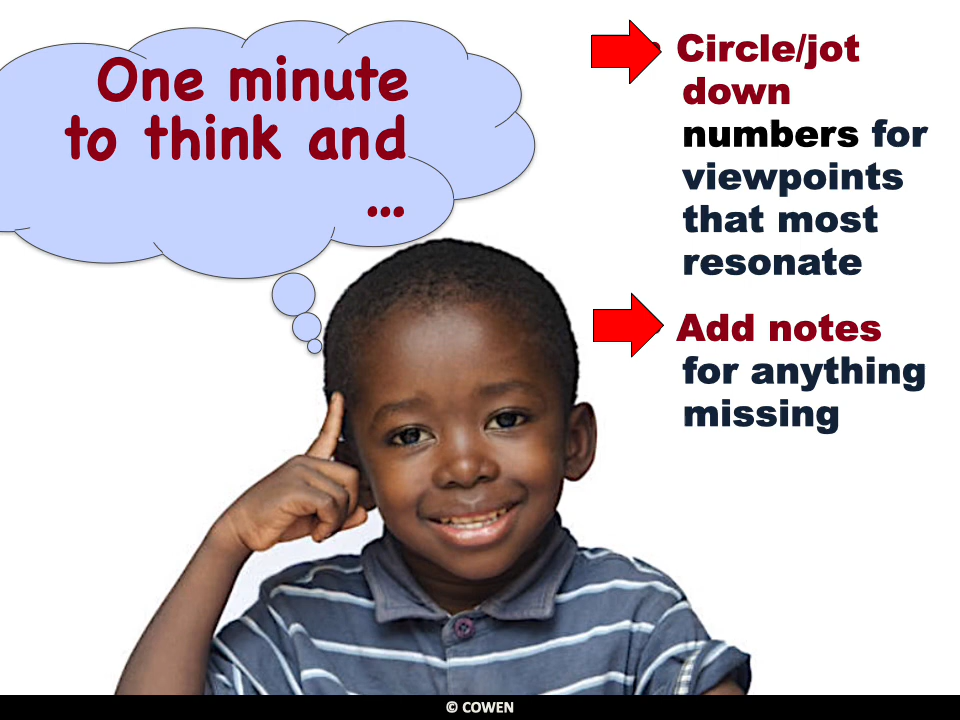 One minute
to think and
...
Circle/jot
down
numbers for
viewpoints
that most
resonate
Add notes
for anything
missing
© COWEN